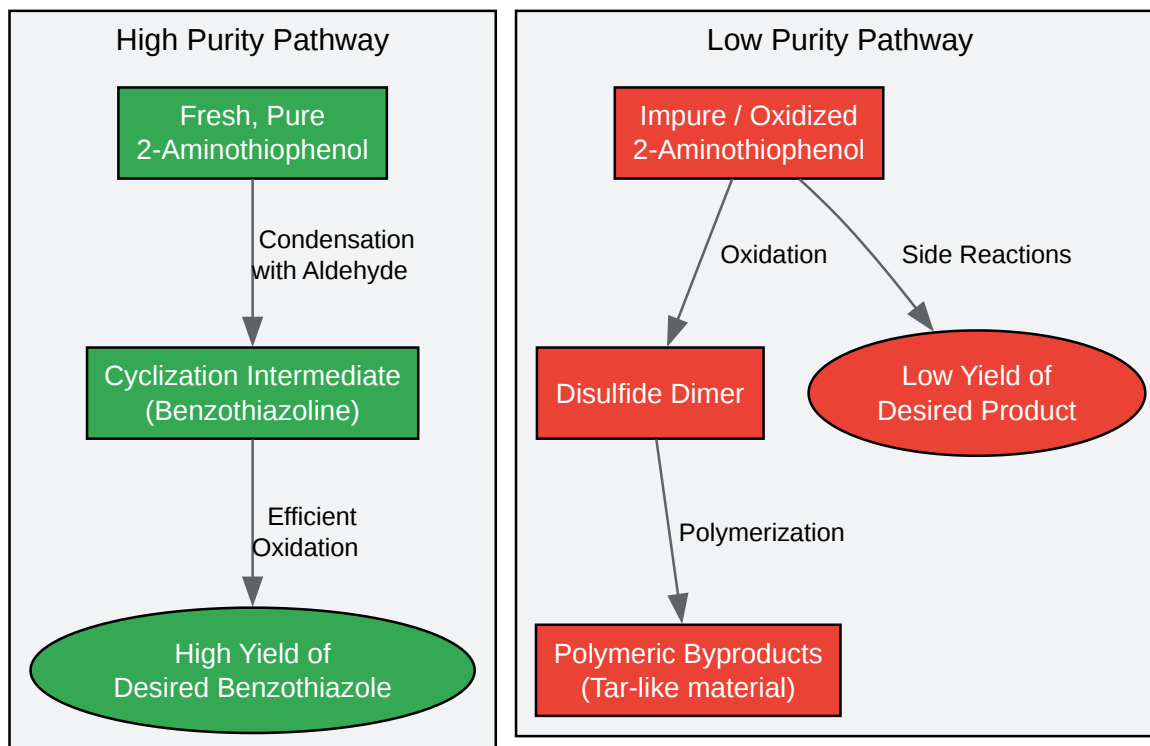 High Purity Pathway
Fresh, Pure
2-Aminothiophenol
Condensation
with Aldehyde
Cyclization Intermediate
(Benzothiazoline)
Efficient
Oxidation
High Yield of
Desired Benzothiazole
Low Purity Pathway
Impure / Oxidized
2-Aminothiophenol
Oxidation
Side Reactions
Disulfide Dimer
Low Yield of
Desired Product
Polymerization
Polymeric Byproducts
(Tar-like material)